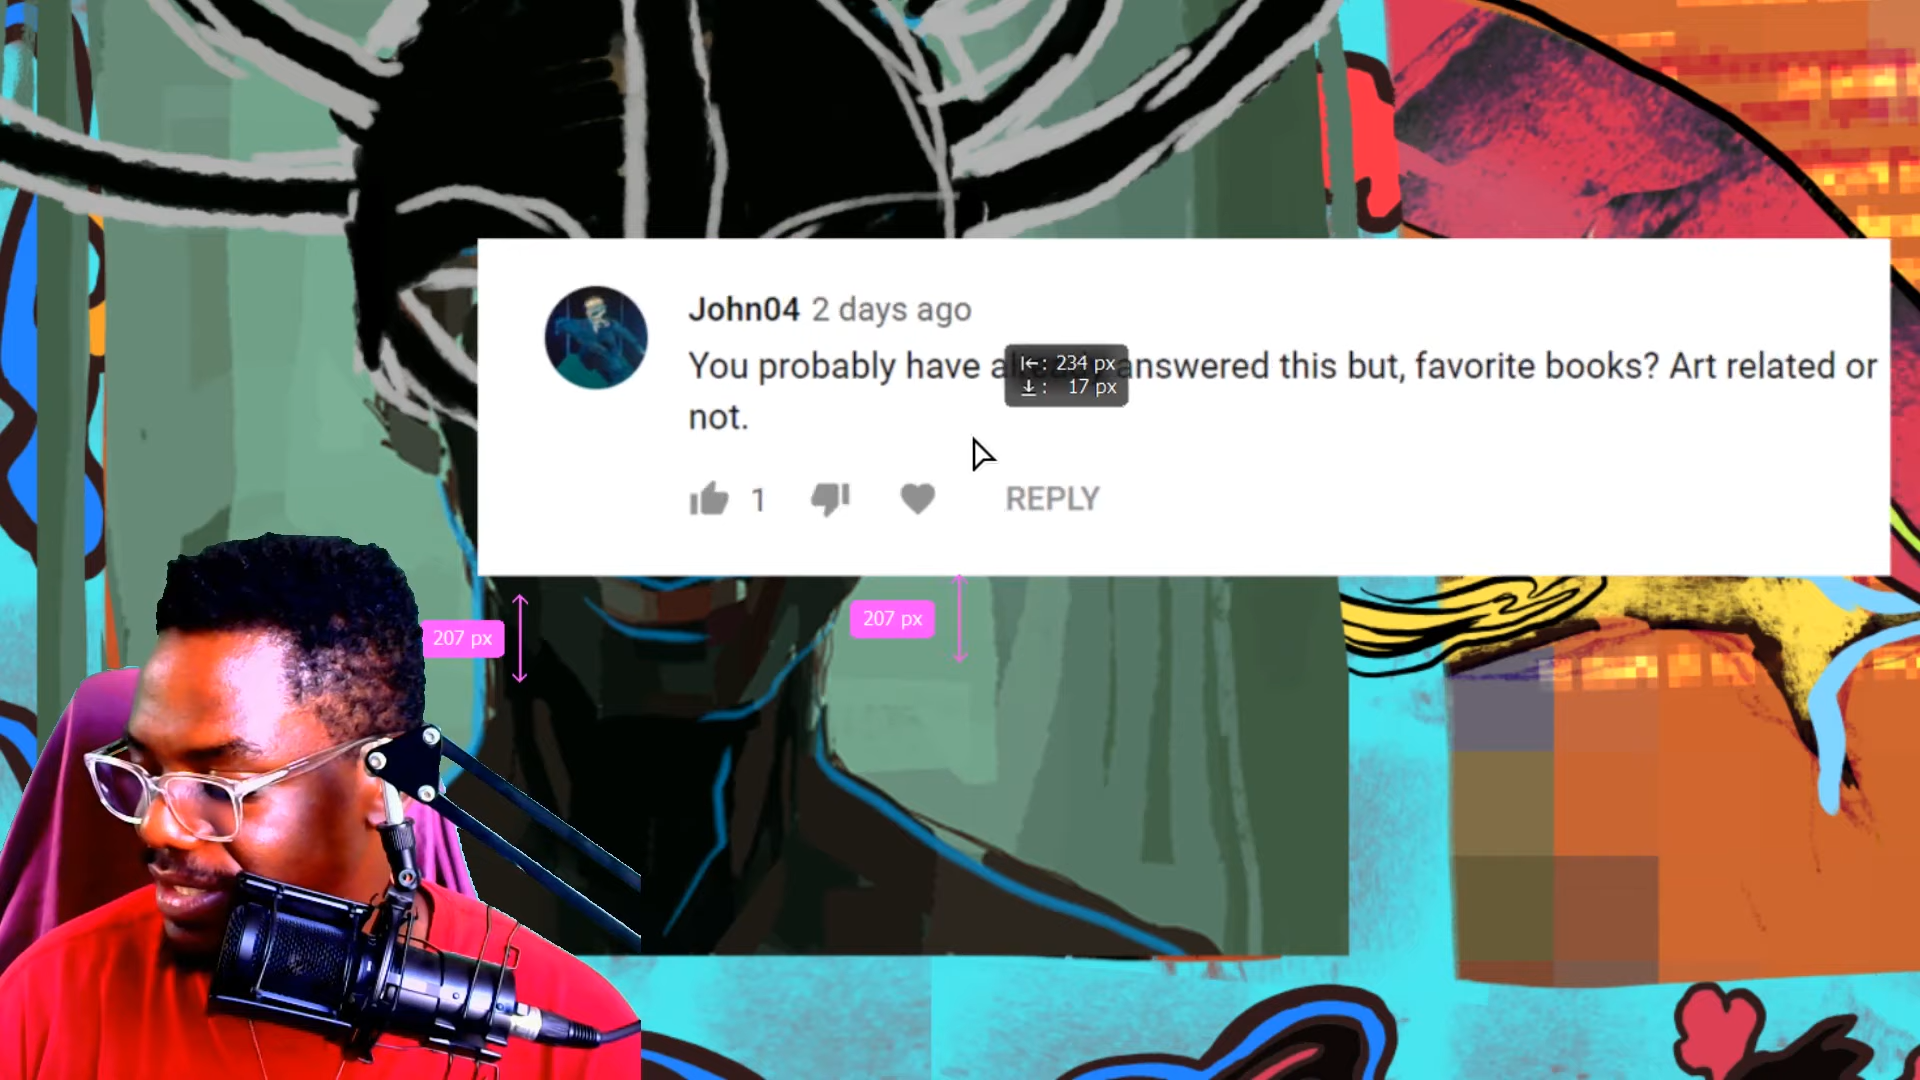 John04 2 days ago
You probably have a answered this but, favorite books? Art related or
not.
1 REPLY
234 px
17 px
207 px
207 px